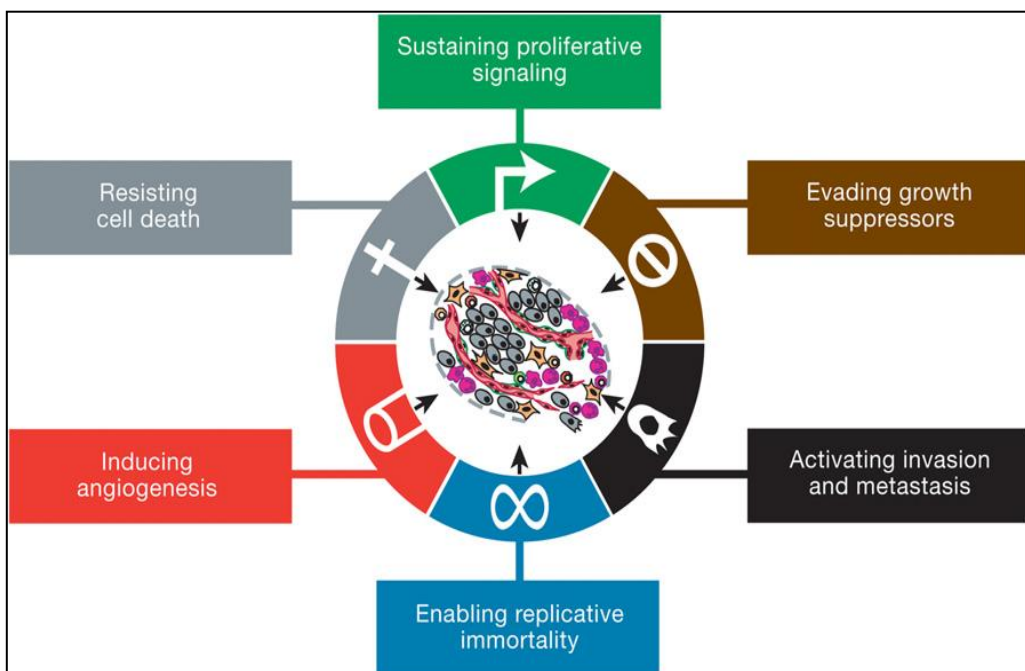 Sustaining proliferative
signaling
Resisting
cell death
Evading growth
suppressors
Inducing
angiogenesis
Activating invasion
and metastasis
Enabling replicative
immortality